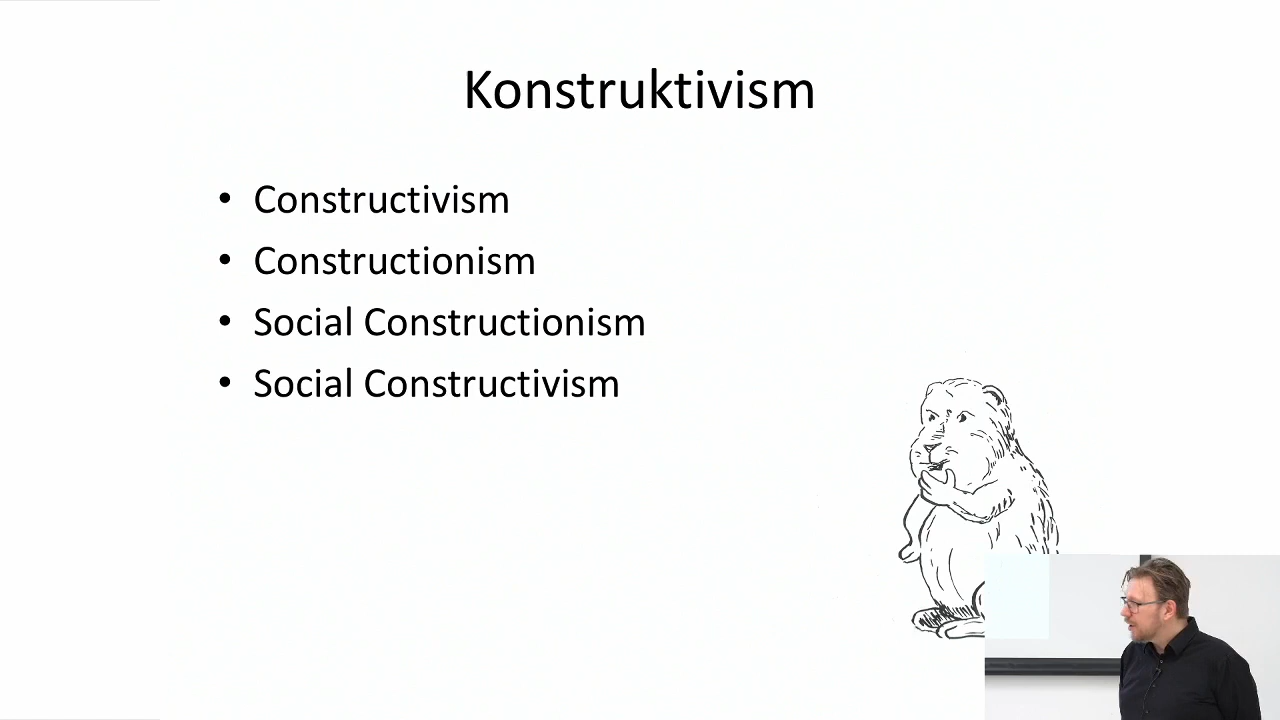 Konstruktivism
• Constructivism
• Constructionism
• Social Constructionism
• Social Constructivism